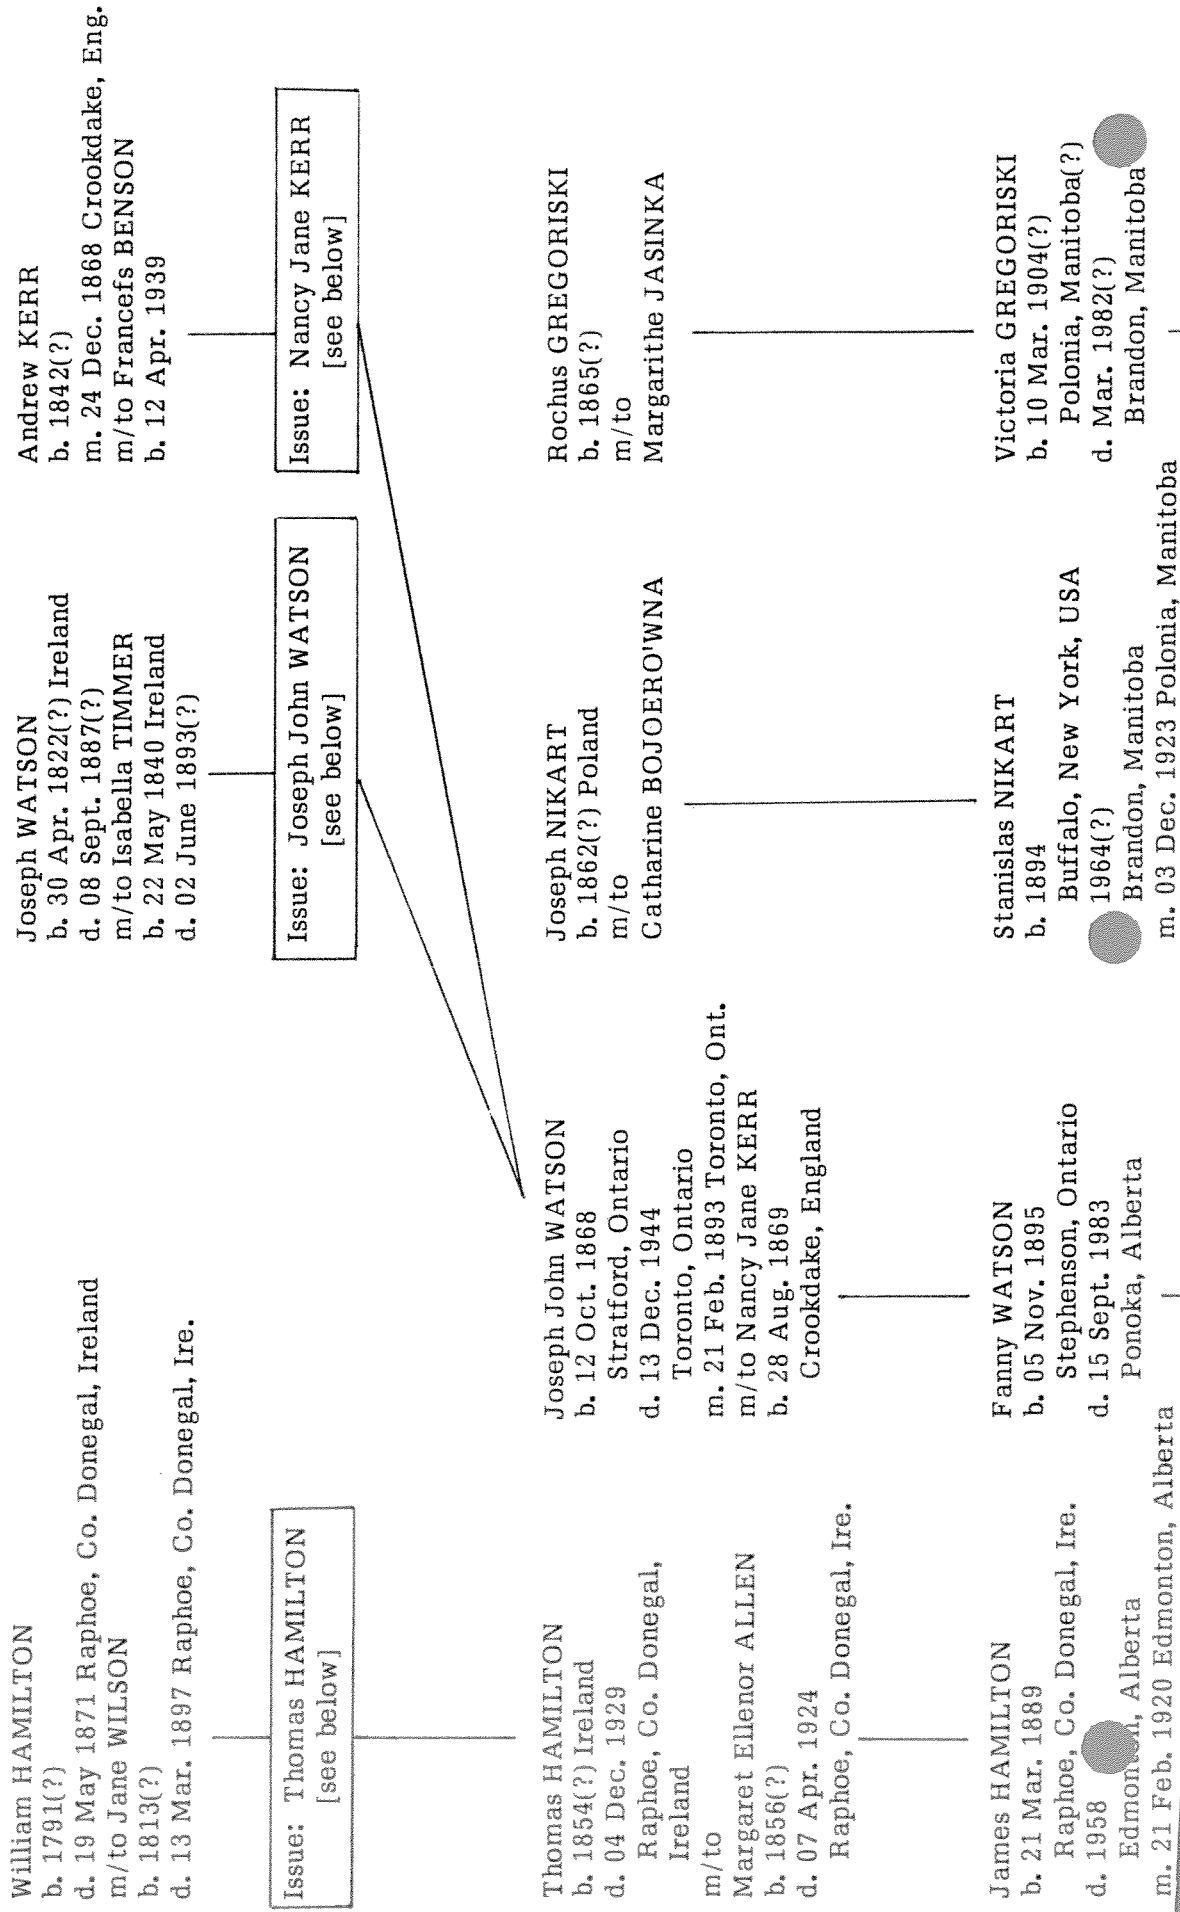 William HAMILTON
b. 1791(?)
d. 19 May 1871 Raphoe, Co. Donegal, Ireland
m/to Jane WILSON
b. 1813(?)
d. 13 Mar. 1897 Raphoe, Co. Donegal, Ire.
Issue: Thomas HAMILTON
[see below]
Joseph WATSON
b. 30 Apr. 1822(?) Ireland
d. 08 Sept. 1887(?)
m/to Isabella TIMMER
b. 22 May 1840 Ireland
d. 02 June 1893(?)
Issue: Joseph John WATSON
[see below]
Andrew KERR
b. 1842(?)
m. 24 Dec. 1868 Crookdake, Eng.
m/to Francefs BENSON
b. 12 Apr. 1939
Issue: Nancy Jane KERR
[see below]
Thomas HAMILTON
b. 1854(?) Ireland
d. 04 Dec. 1929
Raphoe, Co. Donegal,
Ireland
m/to
Margaret Ellenor ALLEN
b. 1856(?)
d. 07 Apr. 1924
Raphoe, Co. Donegal, Ire.
Joseph John WATSON
b. 12 Oct. 1868
Stratford, Ontario
d. 13 Dec. 1944
Toronto, Ontario
m. 21 Feb. 1893 Toronto, Ont.
m/to Nancy Jane KERR
b. 28 Aug. 1869
Crookdake, England
Joseph NIKART
b. 1862(?) Poland
m/to
Catharine BOJOERO'WNA
Rochus GREGORISKI
b. 1865(?)
m/to
Margarithe JASINKA
James HAMILTON
b. 21 Mar. 1889
Raphoe, Co. Donegal, Ire.
d. 1958
Edmonton, Alberta
m. 21 Feb. 1920 Edmonton, Alberta
Fanny WATSON
b. 05 Nov. 1895
Stephenson, Ontario
d. 15 Sept. 1983
Ponoka, Alberta
Stanislas NIKART
b. 1894
Buffalo, New York, USA
1964(?)
Brandon, Manitoba
m. 03 Dec. 1923 Polonia, Manitoba
Victoria GREGORISKI
b. 10 Mar. 1904(?)
Polonia, Manitoba(?)
d. Mar. 1982(?)
Brandon, Manitoba